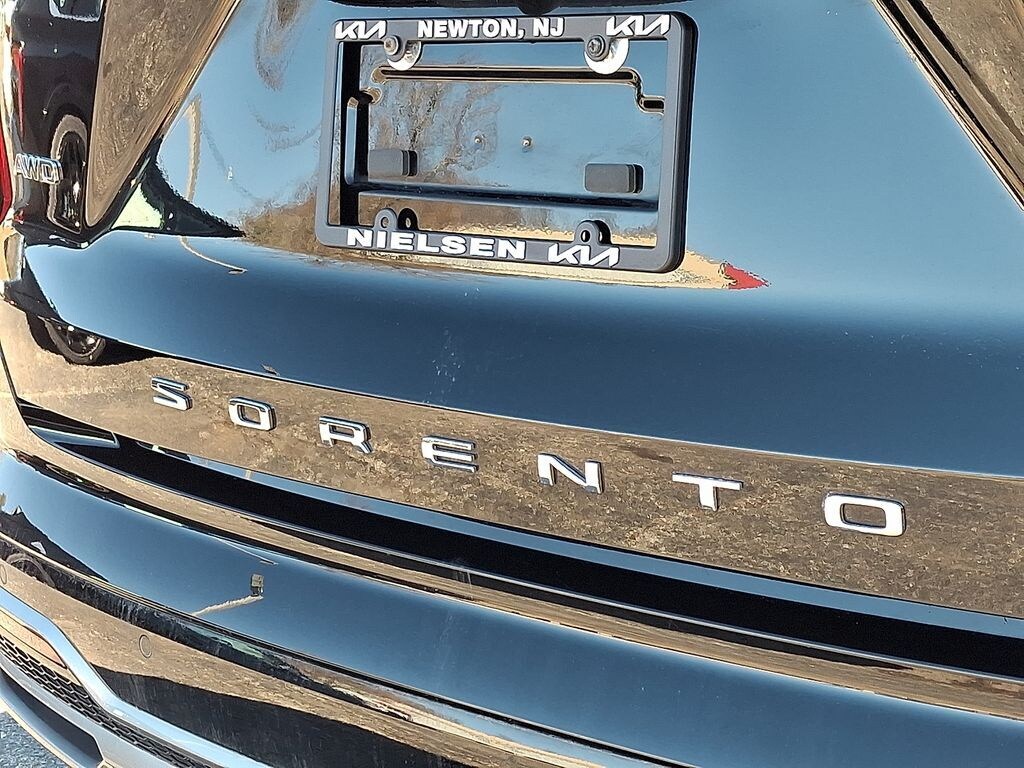 KIA NEWTON, NJ KIA
AWD
NIELSEN KIA
SORENTO